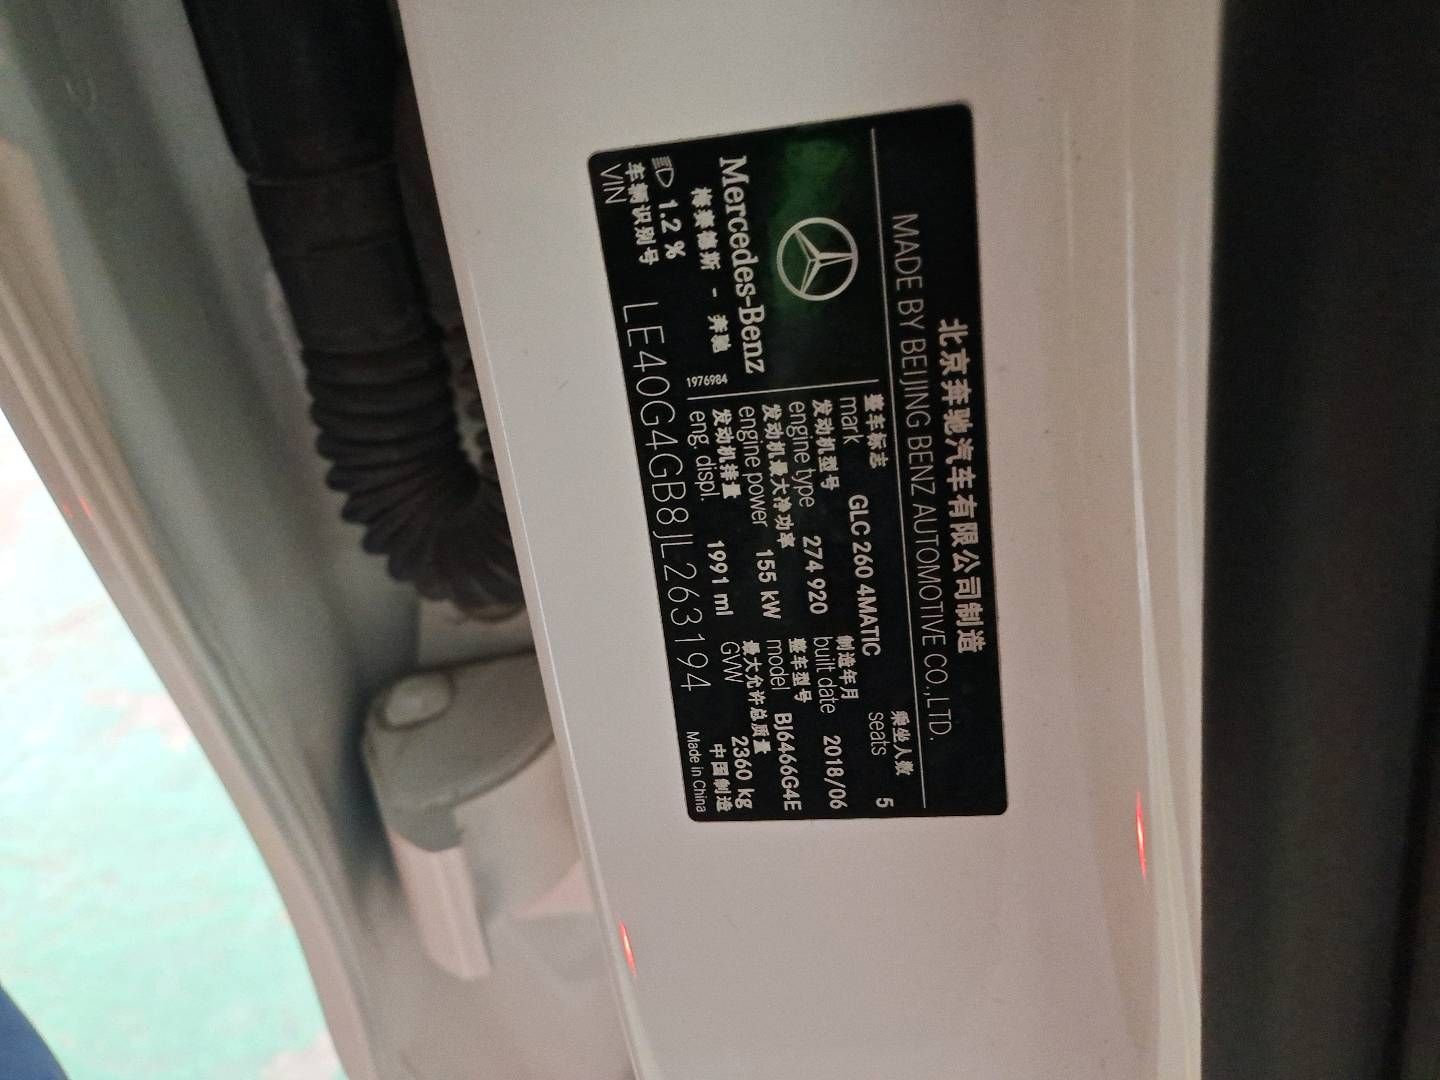 北京奔驰汽车有限公司制造
MADE BY BEIJING BENZ AUTOMOTIVE CO.,LTD.
整车标志
mark GLC 260 4MATIC
乘坐人数
seats 5
发动机型号
engine type 274 920
制造年月
built date 2018/06
发动机最大净功率
engine power 155 kW
整车型号
model BJ6466G4E
发动机排量
eng. displ. 1991 ml
最大允许总质量
GVW 2360 kg
Mercedes-Benz
梅赛德斯 - 奔驰
1976984
1.2 %
车辆识别号
VIN LE40G4GB8JL263194
中国制造
Made in China